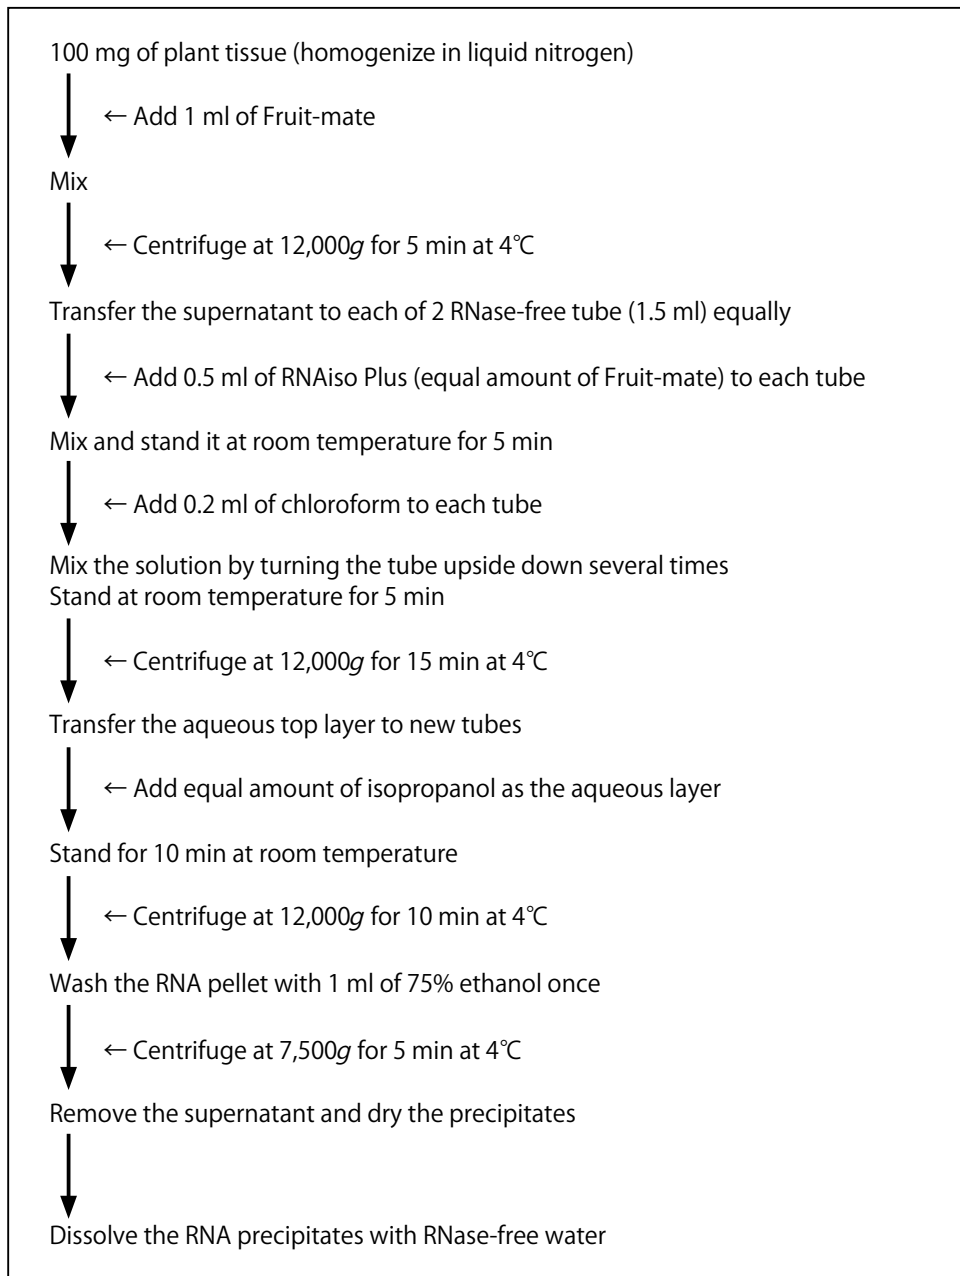 100 mg of plant tissue (homogenize in liquid nitrogen)
← Add 1 ml of Fruit-mate
Mix
← Centrifuge at 12,000g for 5 min at 4℃
Transfer the supernatant to each of 2 RNase-free tube (1.5 ml) equally
← Add 0.5 ml of RNAiso Plus (equal amount of Fruit-mate) to each tube
Mix and stand it at room temperature for 5 min
← Add 0.2 ml of chloroform to each tube
Mix the solution by turning the tube upside down several times
Stand at room temperature for 5 min
← Centrifuge at 12,000g for 15 min at 4℃
Transfer the aqueous top layer to new tubes
← Add equal amount of isopropanol as the aqueous layer
Stand for 10 min at room temperature
← Centrifuge at 12,000g for 10 min at 4℃
Wash the RNA pellet with 1 ml of 75% ethanol once
← Centrifuge at 7,500g for 5 min at 4℃
Remove the supernatant and dry the precipitates
Dissolve the RNA precipitates with RNase-free water